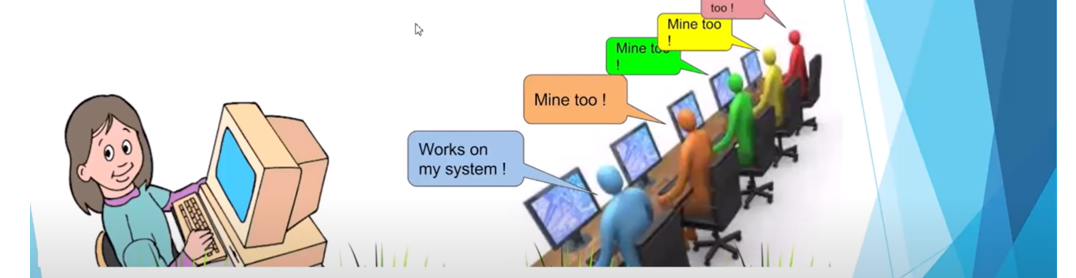 too !
Mine too
!
Mine too
!
Mine too !
Works on
my system !